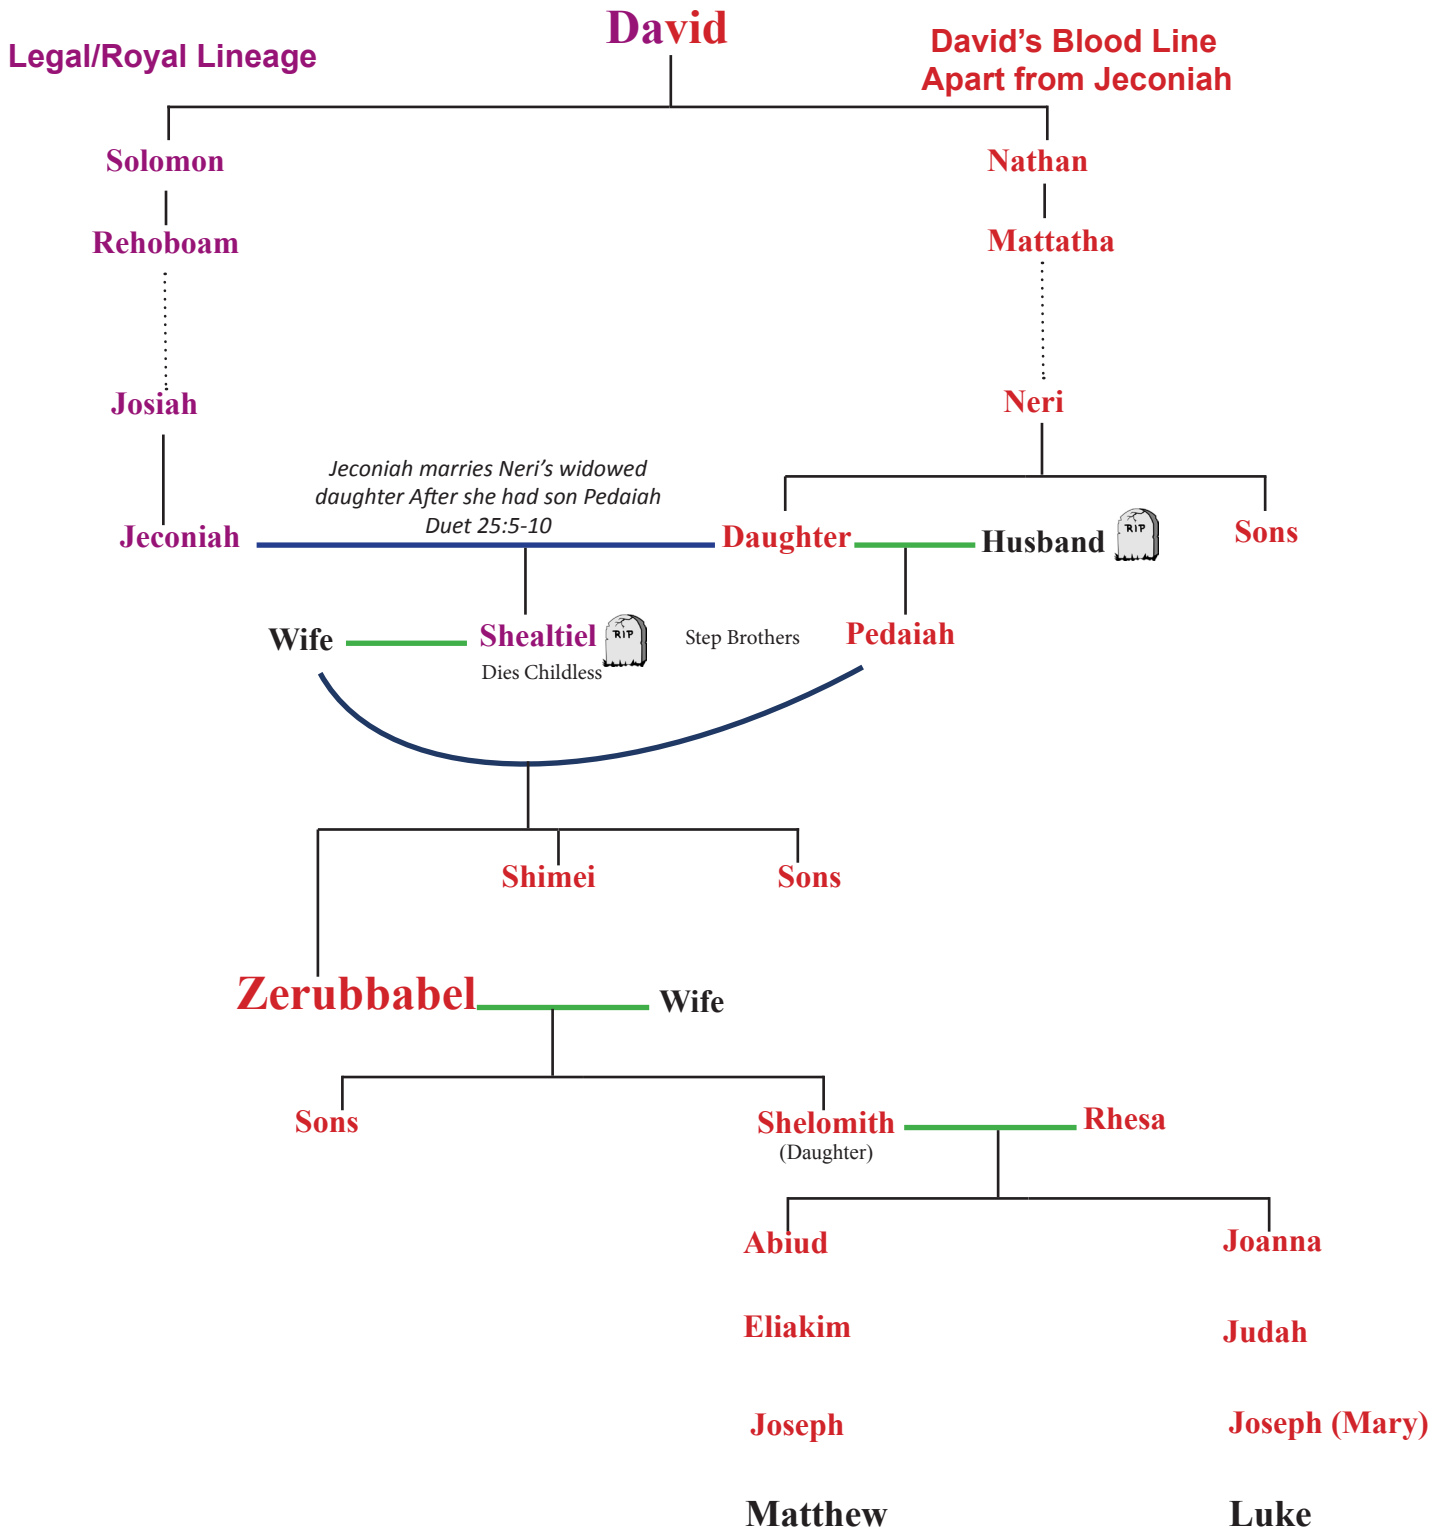 David
Legal/Royal Lineage
David's Blood Line
Apart from Jeconiah
Solomon
Nathan
Rehoboam
Mattatha
Josiah
Neri
Jeconiah marries Neri's widowed
daughter After she had son Pedaiah
Duet 25:5-10
Jeconiah
Daughter
Husband
RIP
Sons
Wife
Shealtiel
RIP
Dies Childless
Step Brothers
Pedaiah
Shimei
Sons
Zerubbabel
Wife
Sons
Shelomith
(Daughter)
Rhesa
Abiud
Joanna
Eliakim
Judah
Joseph
Joseph (Mary)
Matthew
Luke